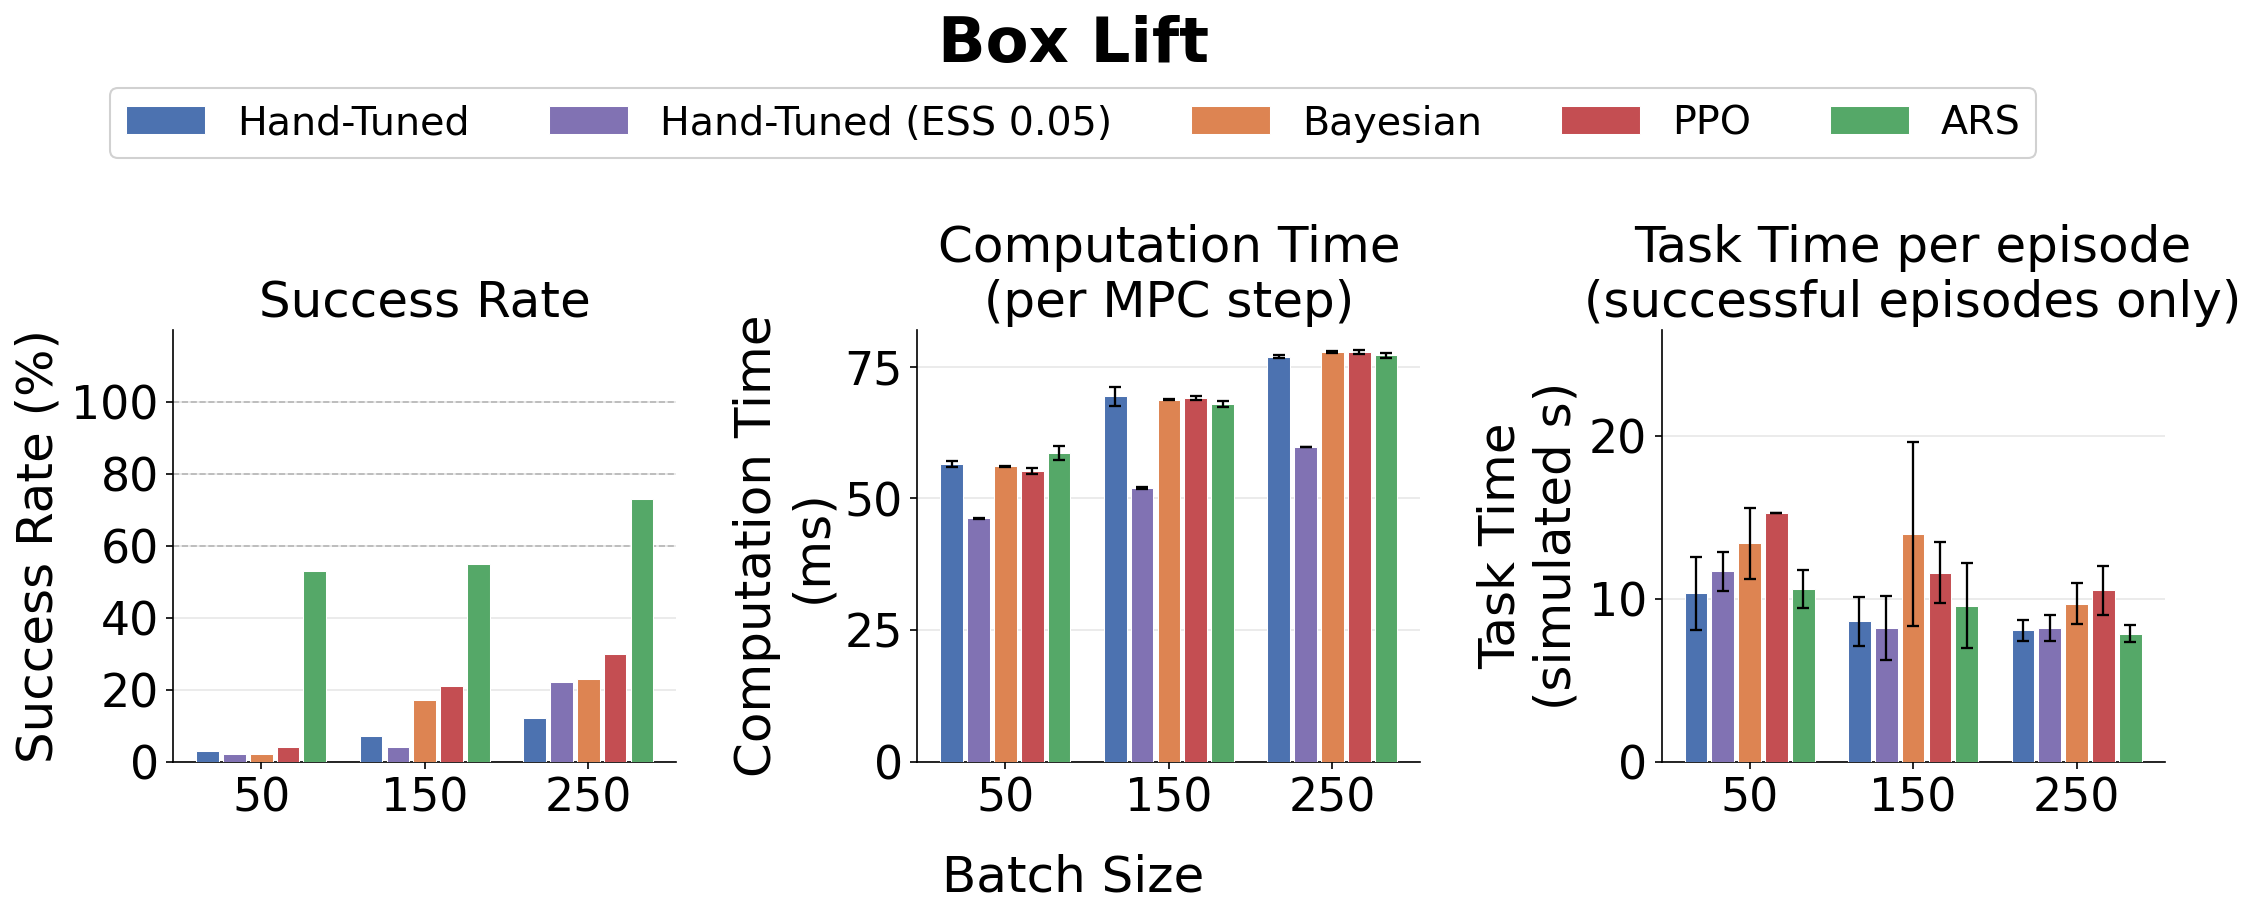 Box Lift
Hand-Tuned
Hand-Tuned (ESS 0.05)
Bayesian
PPO
ARS
Success Rate
Success Rate (%)
100
80
60
40
20
0
50
150
250
Computation Time
(per MPC step)
Computation Time
(ms)
75
50
25
0
50
150
250
Task Time per episode
(successful episodes only)
Task Time
(simulated s)
20
10
0
50
150
250
Batch Size